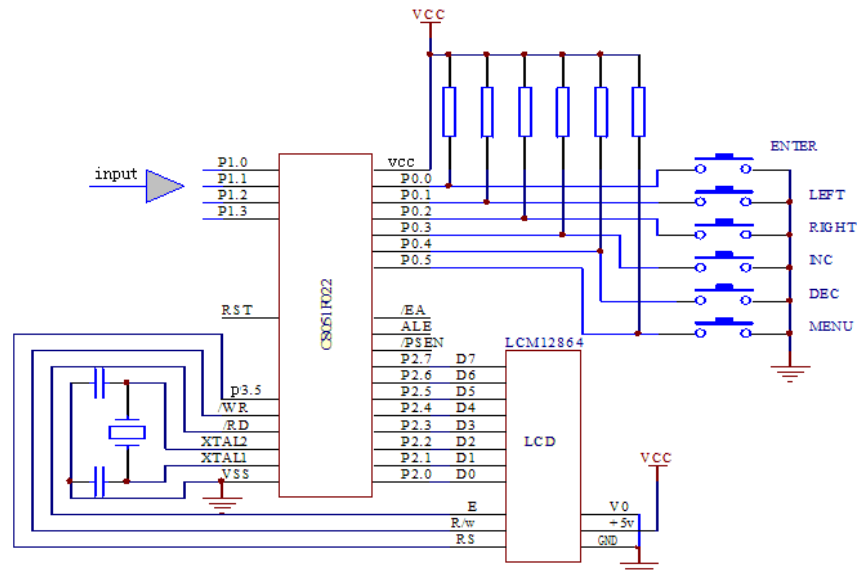 VCC
ENTER
P1.0
VCC
input
P1.1
P0.0
P1.2
P0.1
LEFT
P1.3
P0.2
RIGHT
P0.3
P0.4
INC
P0.5
DEC
C8051F022
RST
/EA
MENU
ALE
/PSEN
LCM12864
P2.7 D7
P2.6 D6
p3.5
P2.5 D5
/WR
P2.4 D4
/RD
P2.3 D3
XTAL2
P2.2 D2
LCD
XTAL1
P2.1 D1
VCC
VSS
P2.0 D0
E
V0
R/w
+5v
RS
GND